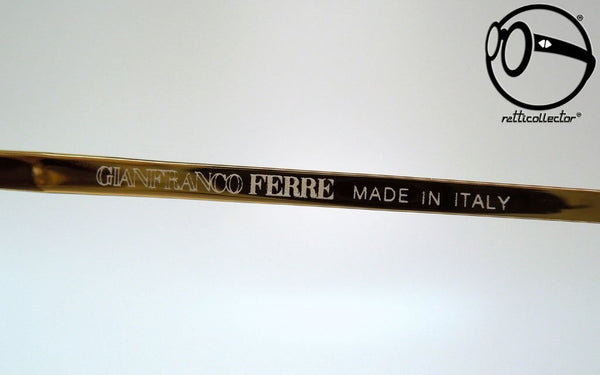 retticollector®
GIANFRANCO FERRE MADE IN ITALY